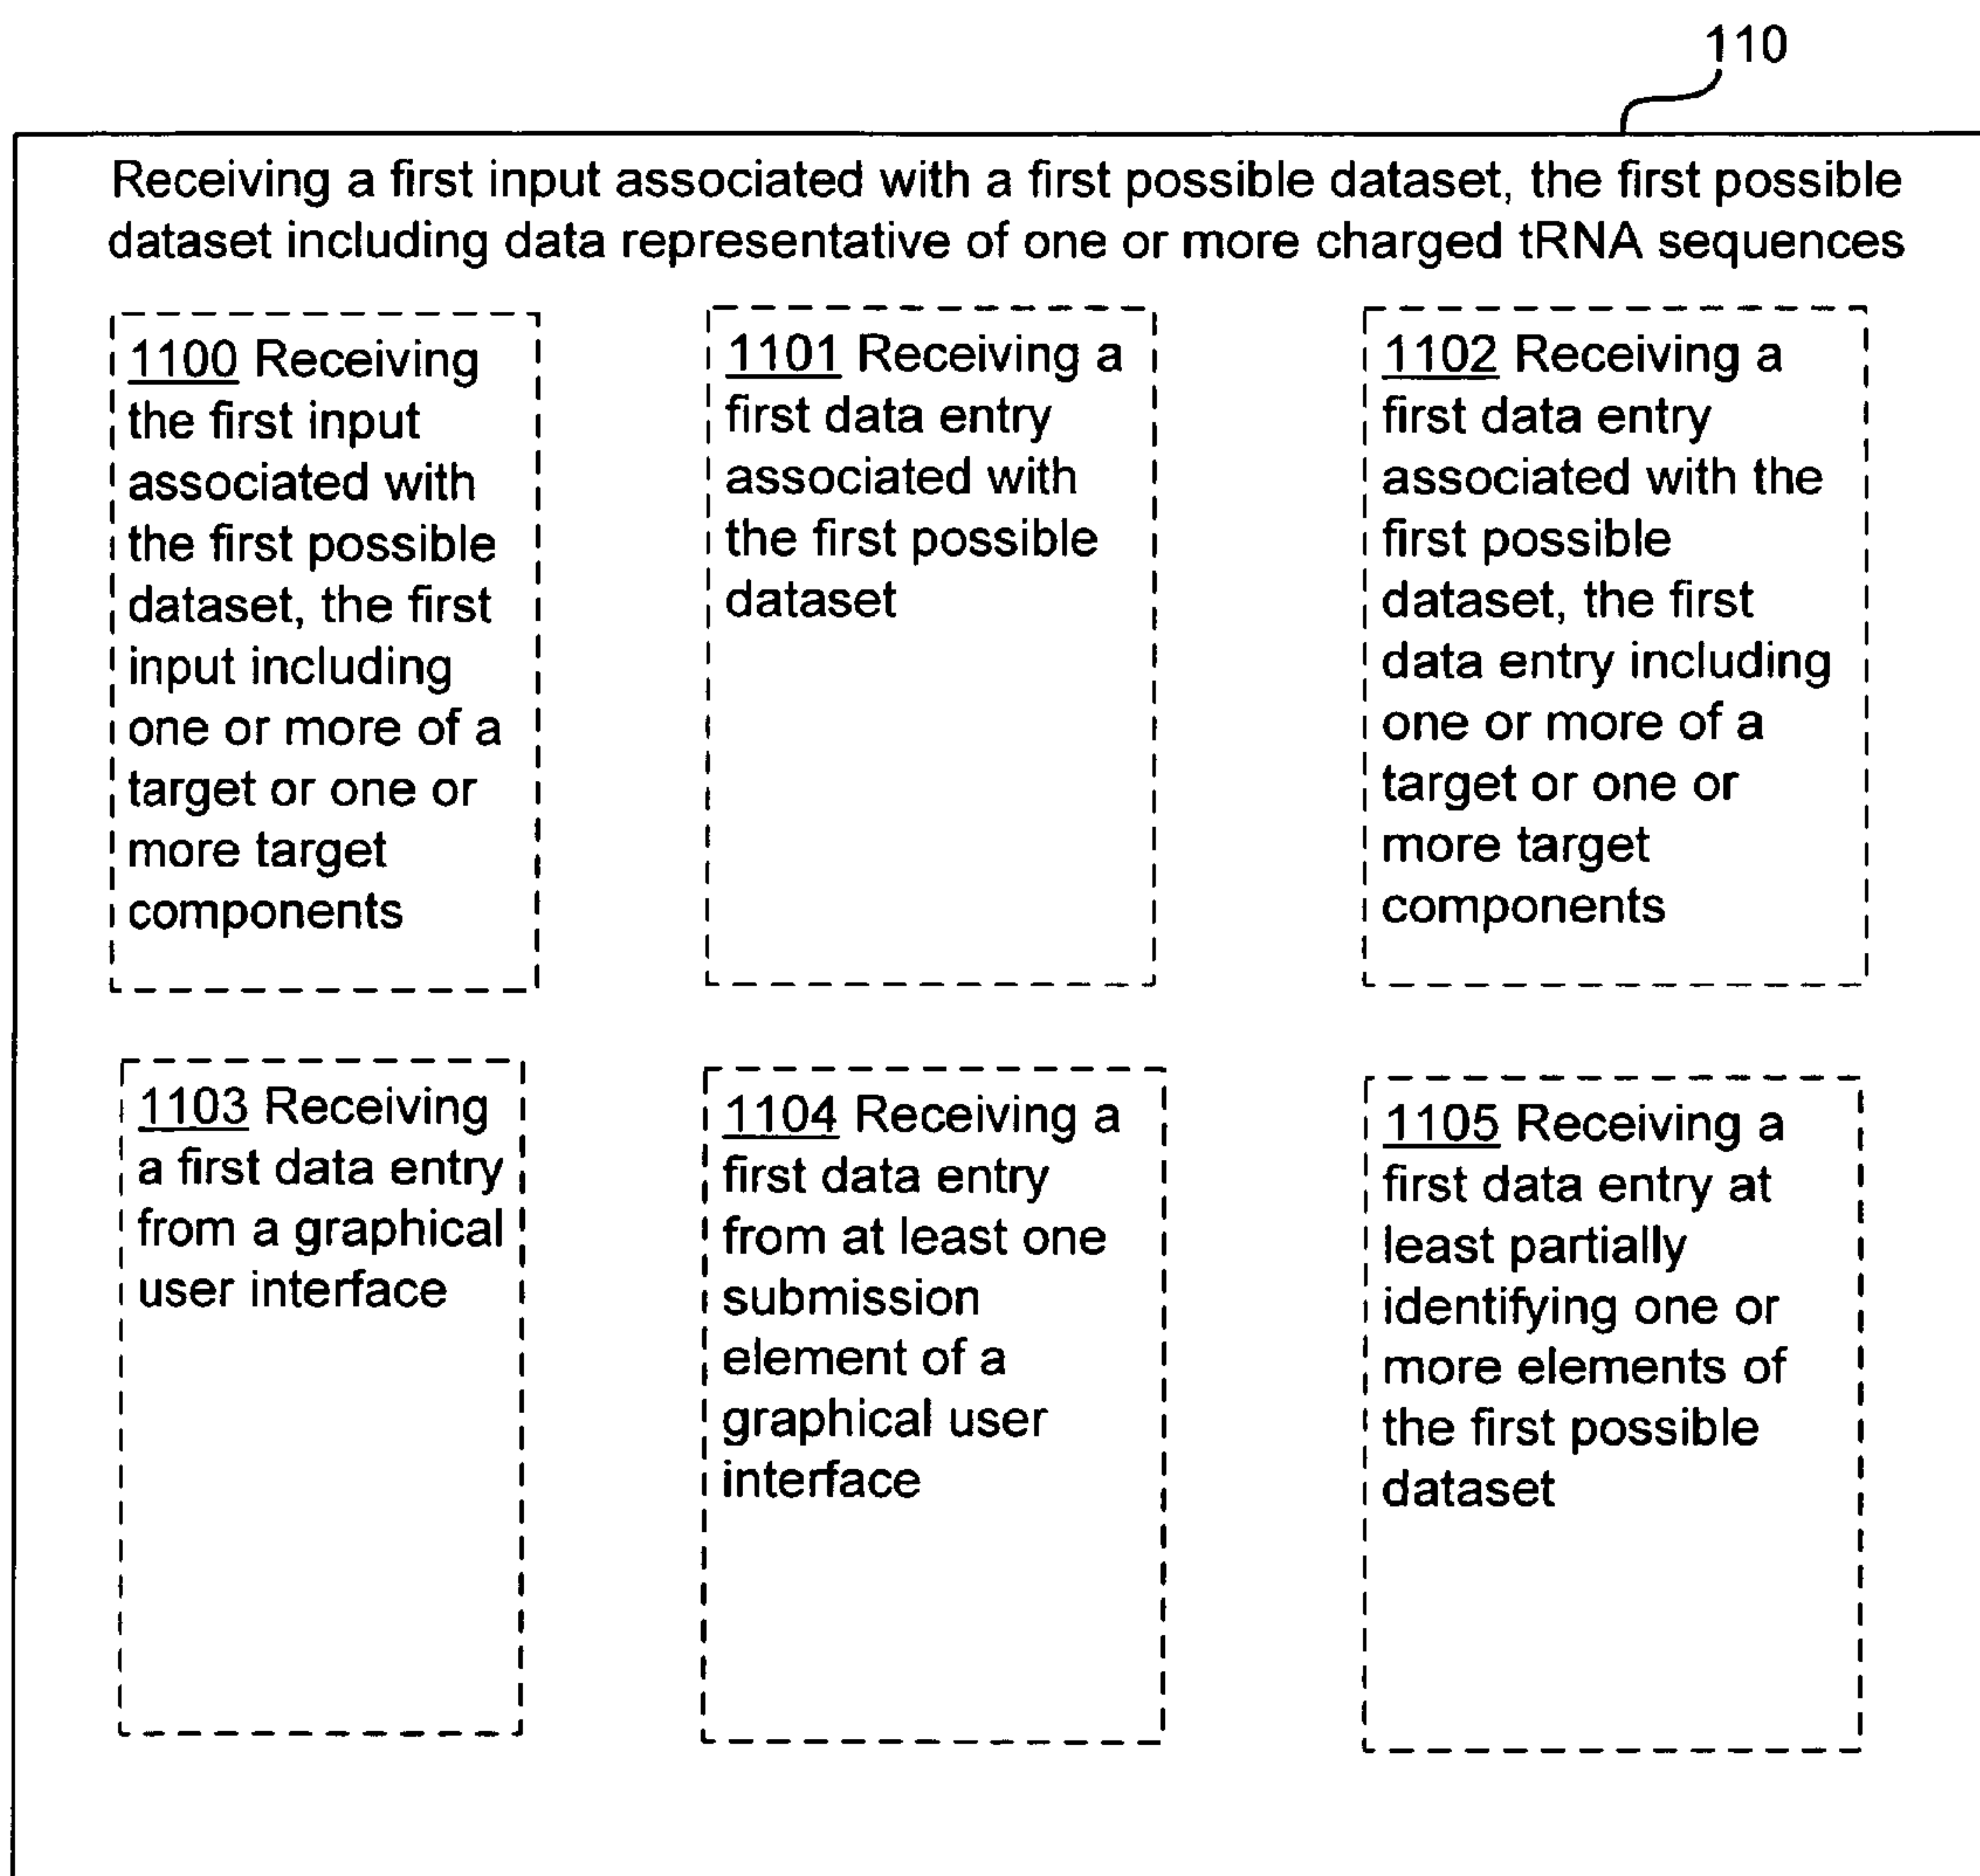 110
Receiving a first input associated with a first possible dataset, the first possible
dataset including data representative of one or more charged tRNA sequences
1100 Receiving
the first input
associated with
the first possible
dataset, the first
input including
one or more of a
target or one or
more target
components
1101 Receiving a
first data entry
associated with
the first possible
dataset
1102 Receiving a
first data entry
associated with the
first possible
dataset, the first
data entry including
one or more of a
target or one or
more target
components
1103 Receiving
a first data entry
from a graphical
user interface
1104 Receiving a
first data entry
from at least one
submission
element of a
graphical user
interface
1105 Receiving a
first data entry at
least partially
identifying one or
more elements of
the first possible
dataset